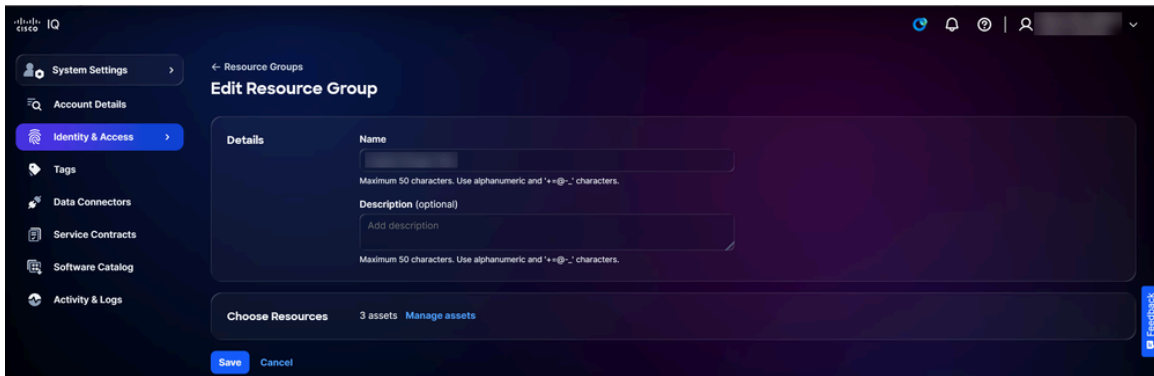 cisco IQ
System Settings
← Resource Groups
Edit Resource Group
Account Details
Identity & Access
Tags
Data Connectors
Service Contracts
Software Catalog
Activity & Logs
Details
Name
Maximum 50 characters. Use alphanumeric and '+=@-_' characters.
Description (optional)
Add description
Maximum 50 characters. Use alphanumeric and '+=@-_' characters.
Choose Resources
3 assets Manage assets
Save Cancel
Feedback